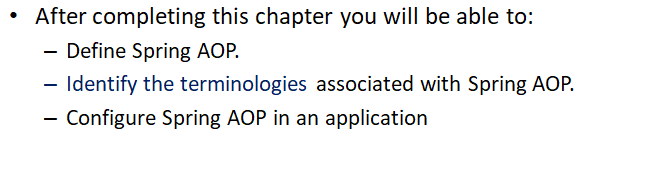 • After completing this chapter you will be able to:
– Define Spring AOP.
– Identify the terminologies associated with Spring AOP.
– Configure Spring AOP in an application